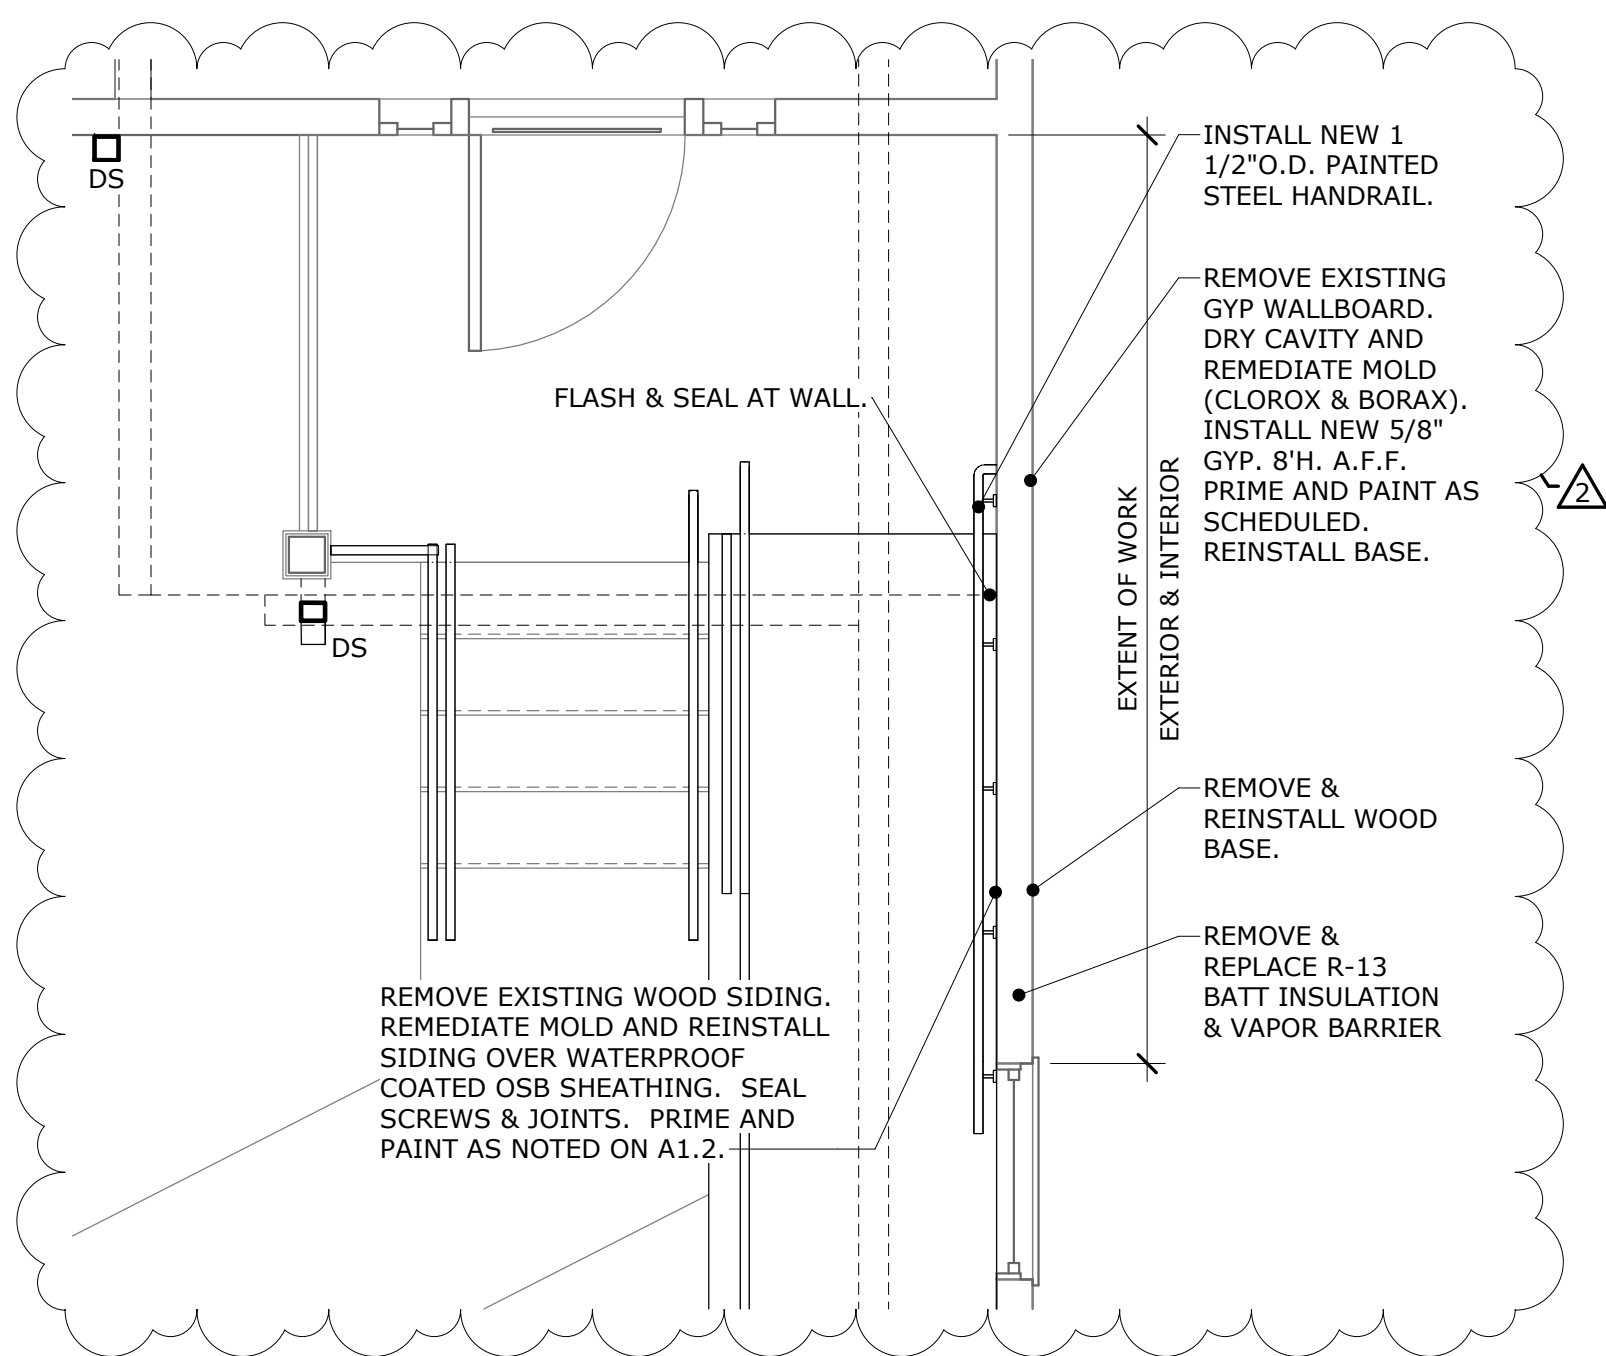 DS
INSTALL NEW 1
1/2"O.D. PAINTED
STEEL HANDRAIL.
REMOVE EXISTING
GYP WALLBOARD.
DRY CAVITY AND
REMEDIATE MOLD
(CLOROX & BORAX).
INSTALL NEW 5/8"
GYP. 8'H. A.F.F.
PRIME AND PAINT AS
SCHEDULED.
REINSTALL BASE.
FLASH & SEAL AT WALL.
2
EXTENT OF WORK
EXTERIOR & INTERIOR
DS
REMOVE &
REINSTALL WOOD
BASE.
REMOVE &
REPLACE R-13
BATT INSULATION
& VAPOR BARRIER
REMOVE EXISTING WOOD SIDING.
REMEDIATE MOLD AND REINSTALL
SIDING OVER WATERPROOF
COATED OSB SHEATHING.  SEAL
SCREWS & JOINTS.  PRIME AND
PAINT AS NOTED ON A1.2.